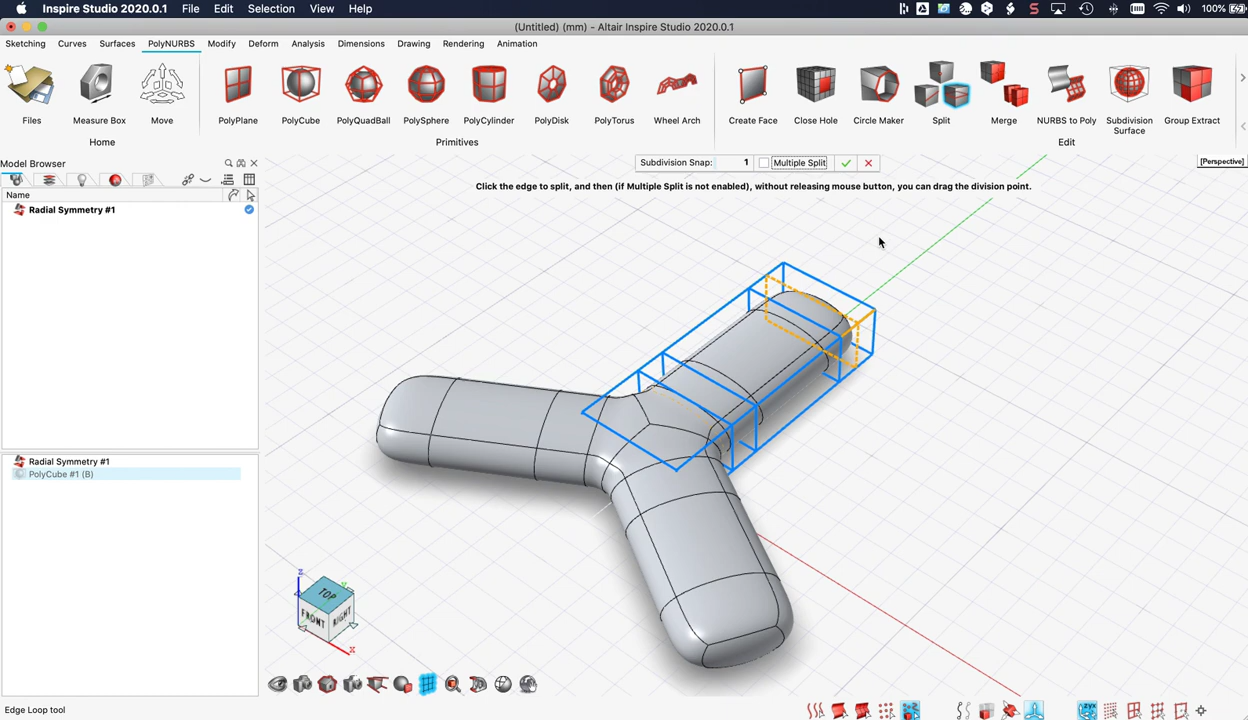 Inspire Studio 2020.0.1 File Edit Selection View Help 100%
(Untitled) (mm) - Altair Inspire Studio 2020.0.1
Sketching Curves Surfaces PolyNURBS Modify Deform Analysis Dimensions Drawing Rendering Animation
Files Measure Box Move PolyPlane PolyCube PolyQuadBall PolySphere PolyCylinder PolyDisk PolyTorus Wheel Arch Create Face Close Hole Circle Maker Split Merge NURBS to Poly Subdivision Surface Group Extract
Home Primitives Edit
Model Browser
Subdivision Snap: 1 Multiple Split
[Perspective]
Click the edge to split, and then (if Multiple Split is not enabled), without releasing mouse button, you can drag the division point.
Name
Radial Symmetry #1
Radial Symmetry #1
PolyCube #1 (B)
Z
TOP
FRONT RIGHT
X
Edge Loop tool